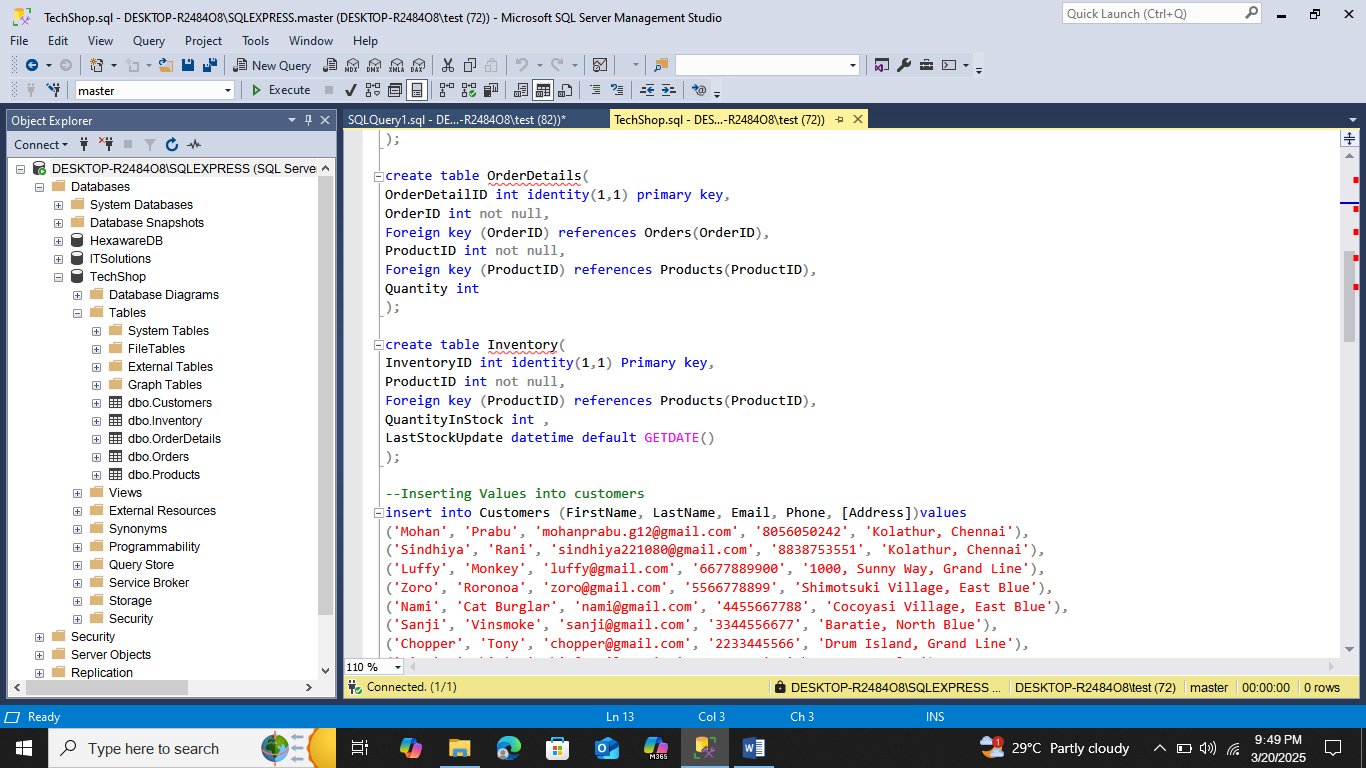 TechShop.sql - DESKTOP-R2484O8\SQLEXPRESS.master (DESKTOP-R2484O8\test (72)) - Microsoft SQL Server Management Studio
Quick Launch (Ctrl+Q)
File Edit View Query Project Tools Window Help
New Query
MDX DMX XMLA DAX
master
Execute
Object Explorer
Connect
DESKTOP-R2484O8\SQLEXPRESS (SQL Serve
Databases
System Databases
Database Snapshots
HexawareDB
ITSolutions
TechShop
Database Diagrams
Tables
System Tables
FileTables
External Tables
Graph Tables
dbo.Customers
dbo.Inventory
dbo.OrderDetails
dbo.Orders
dbo.Products
Views
External Resources
Synonyms
Programmability
Query Store
Service Broker
Storage
Security
Security
Server Objects
Replication
SQLQuery1.sql - DE...-R2484O8\test (82))*
TechShop.sql - DES...-R2484O8\test (72))
);
create table OrderDetails(
OrderDetailID int identity(1,1) primary key,
OrderID int not null,
Foreign key (OrderID) references Orders(OrderID),
ProductID int not null,
Foreign key (ProductID) references Products(ProductID),
Quantity int
);
create table Inventory(
InventoryID int identity(1,1) Primary key,
ProductID int not null,
Foreign key (ProductID) references Products(ProductID),
QuantityInStock int ,
LastStockUpdate datetime default GETDATE()
);
--Inserting Values into customers
insert into Customers (FirstName, LastName, Email, Phone, [Address])values
('Mohan', 'Prabu', 'mohanprabu.g12@gmail.com', '8056050242', 'Kolathur, Chennai'),
('Sindhiya', 'Rani', 'sindhiya221080@gmail.com', '8838753551', 'Kolathur, Chennai'),
('Luffy', 'Monkey', 'luffy@gmail.com', '6677889900', '1000, Sunny Way, Grand Line'),
('Zoro', 'Roronoa', 'zoro@gmail.com', '5566778899', 'Shimotsuki Village, East Blue'),
('Nami', 'Cat Burglar', 'nami@gmail.com', '4455667788', 'Cocoyasi Village, East Blue'),
('Sanji', 'Vinsmoke', 'sanji@gmail.com', '3344556677', 'Baratie, North Blue'),
('Chopper', 'Tony', 'chopper@gmail.com', '2233445566', 'Drum Island, Grand Line'),
110 %
Connected. (1/1)
DESKTOP-R2484O8\SQLEXPRESS ... DESKTOP-R2484O8\test (72) master 00:00:00 0 rows
Ready
Ln 13 Col 3 Ch 3 INS
Type here to search
M365
1
29°C Partly cloudy
9:49 PM
3/20/2025